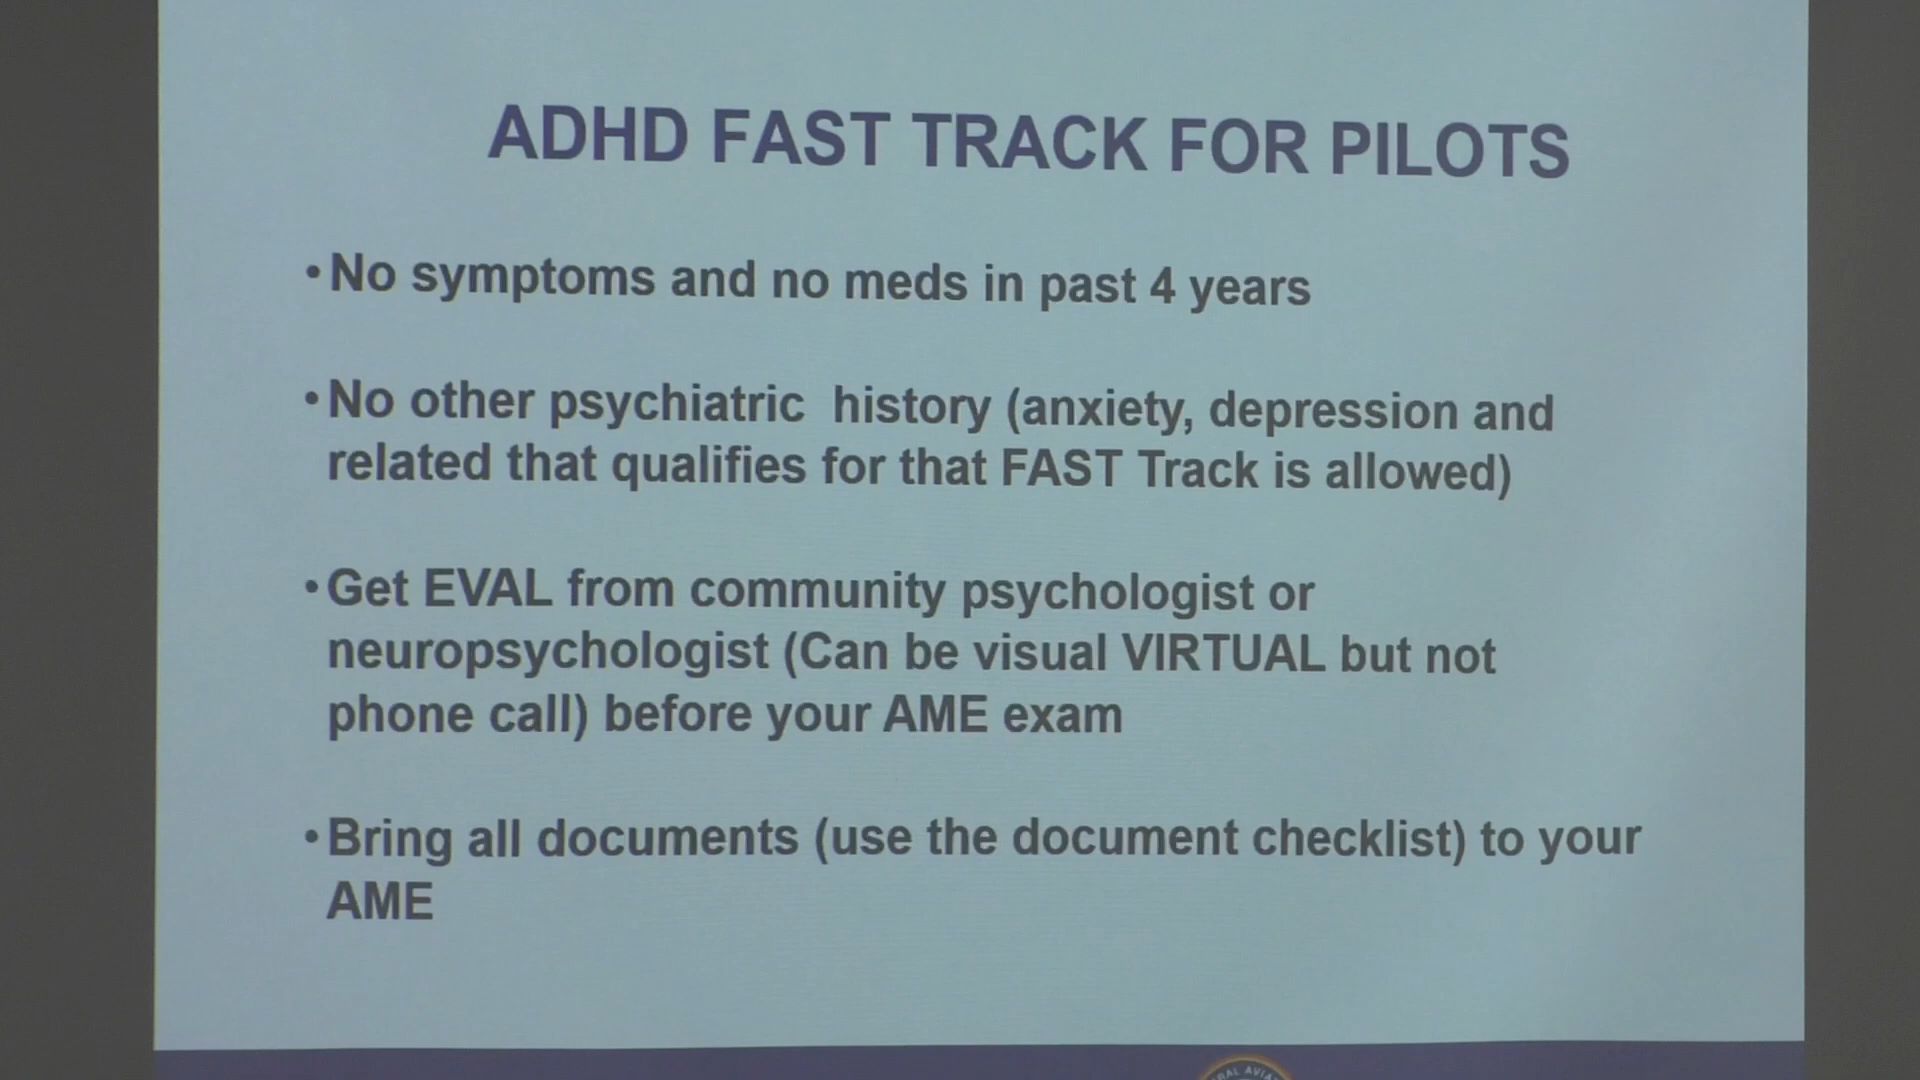 ADHD FAST TRACK FOR PILOTS
•No symptoms and no meds in past 4 years
•No other psychiatric  history (anxiety, depression and
related that qualifies for that FAST Track is allowed)
•Get EVAL from community psychologist or
neuropsychologist (Can be visual VIRTUAL but not
phone call) before your AME exam
•Bring all documents (use the document checklist) to your
AME